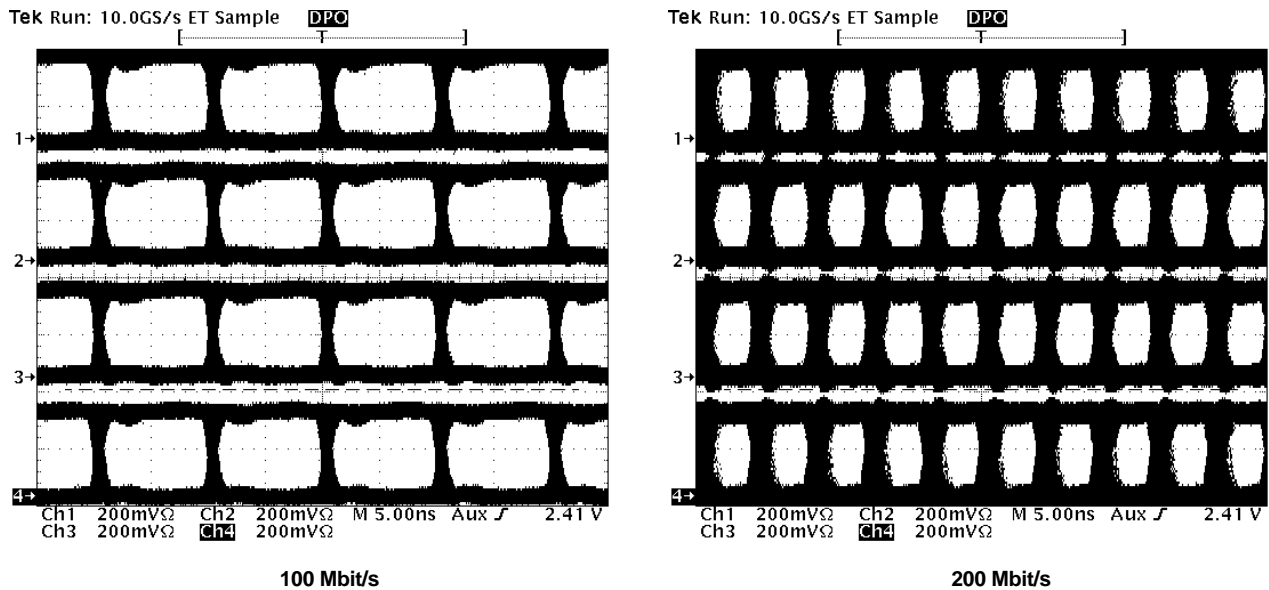 Tek Run: 10.0GS/s ET Sample DPO
[ T ]
1→
2→
3→
4→
Ch1 200mVΩ Ch2 200mVΩ M 5.00ns Aux ƒ 2.41 V
Ch3 200mVΩ Ch4 200mVΩ
100 Mbit/s
Tek Run: 10.0GS/s ET Sample DPO
[ T ]
1→
2→
3→
4→
Ch1 200mVΩ Ch2 200mVΩ M 5.00ns Aux ƒ 2.41 V
Ch3 200mVΩ Ch4 200mVΩ
200 Mbit/s